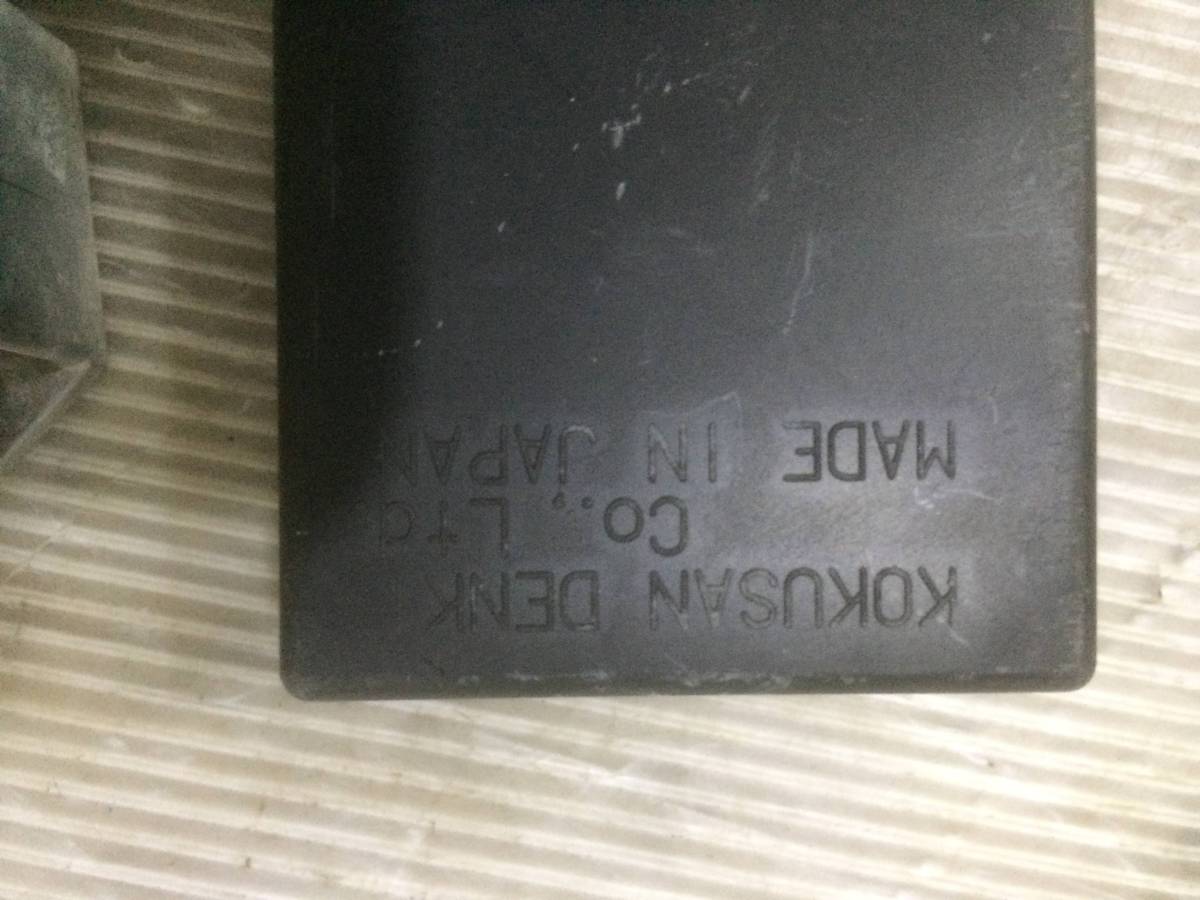 KOKUSAN DENK
Co., Ltd
MADE IN JAPAN